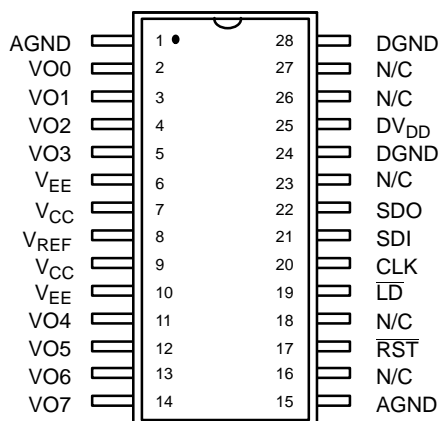 AGND 1 28 DGND
VO0 2 27 N/C
VO1 3 26 N/C
VO2 4 25 DVDD
VO3 5 24 DGND
VEE 6 23 N/C
VCC 7 22 SDO
VREF 8 21 SDI
VCC 9 20 CLK
VEE 10 19 L̅D̅
VO4 11 18 N/C
VO5 12 17 R̅S̅T̅
VO6 13 16 N/C
VO7 14 15 AGND